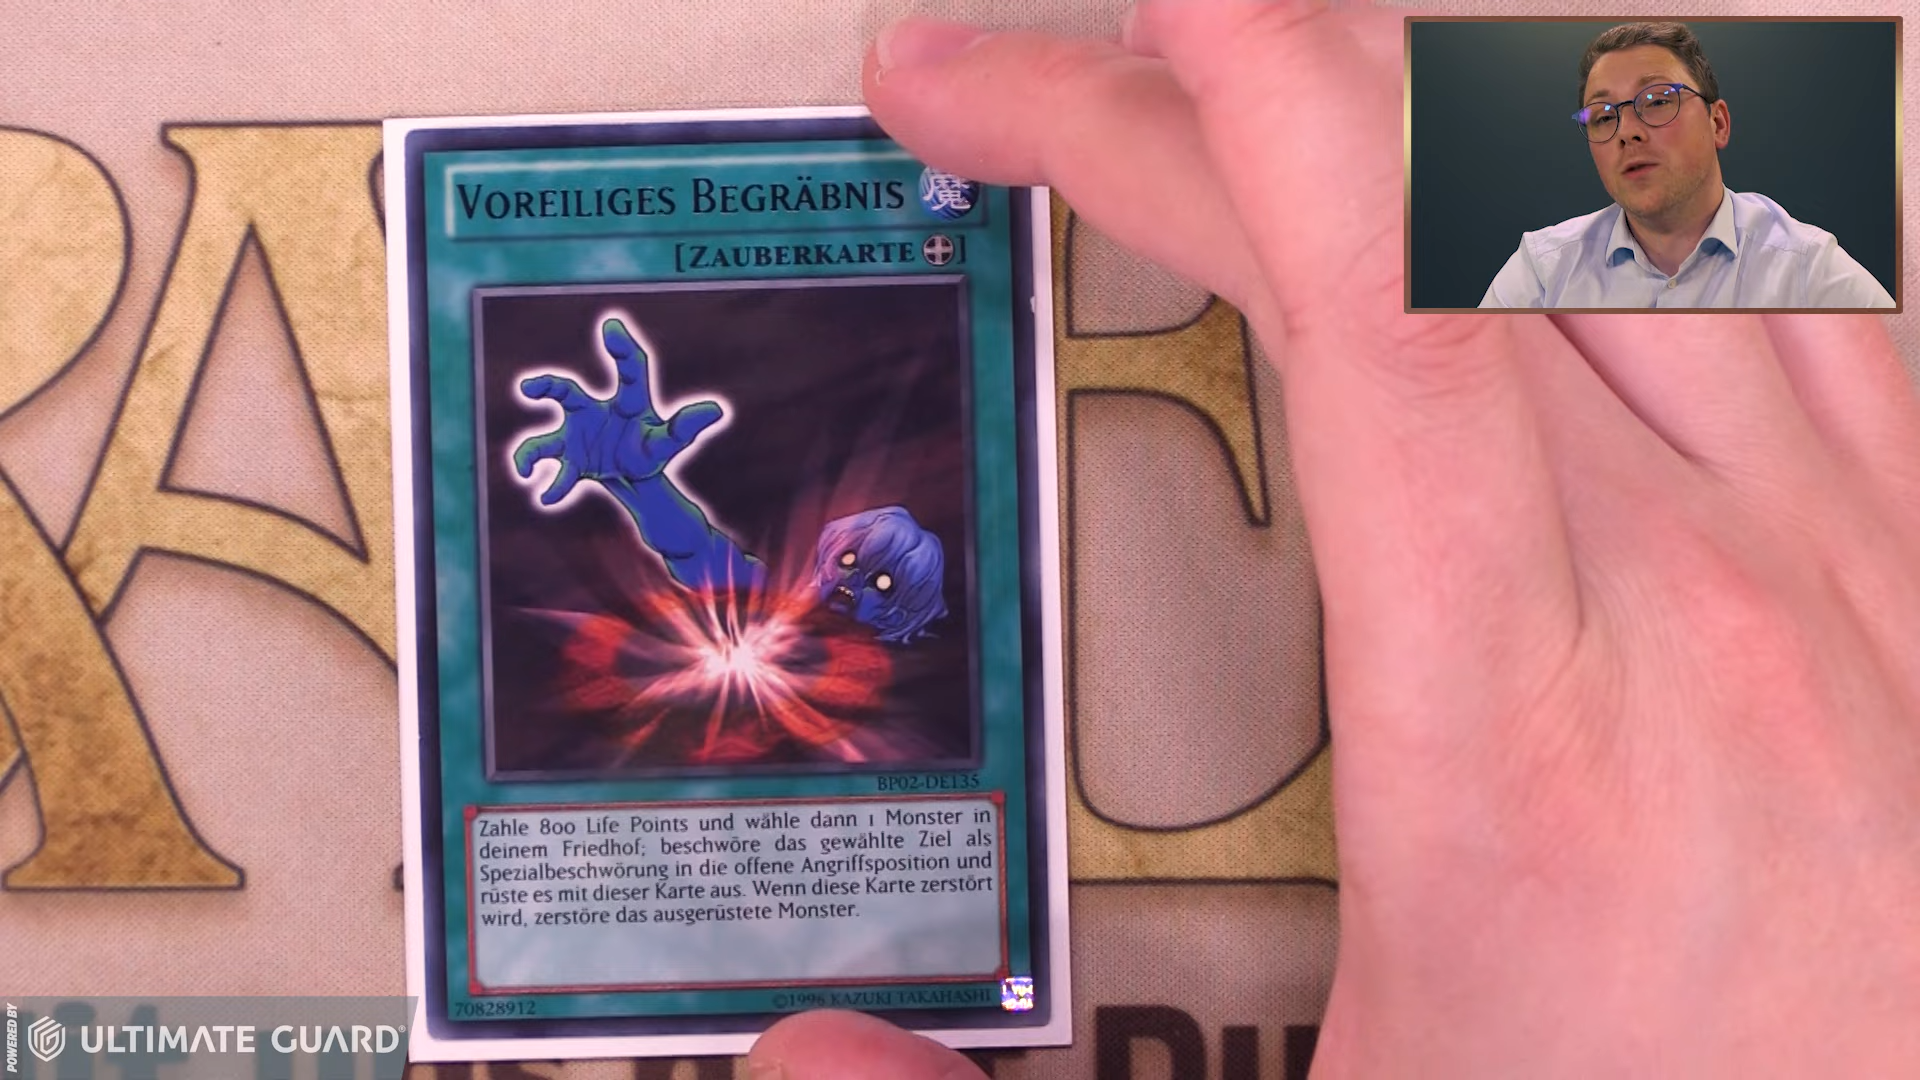 VOREILIGES BEGRÄBNIS
魔
[ZAUBERKARTE]
BP02-DE135
Zahle 800 Life Points und wähle dann 1 Monster in
deinem Friedhof; beschwöre das gewählte Ziel als
Spezialbeschwörung in die offene Angriffsposition und
rüste es mit dieser Karte aus. Wenn diese Karte zerstört
wird, zerstöre das ausgerüstete Monster.
70828912
©1996 KAZUKI TAKAHASHI
POWERED BY
ULTIMATE GUARD®